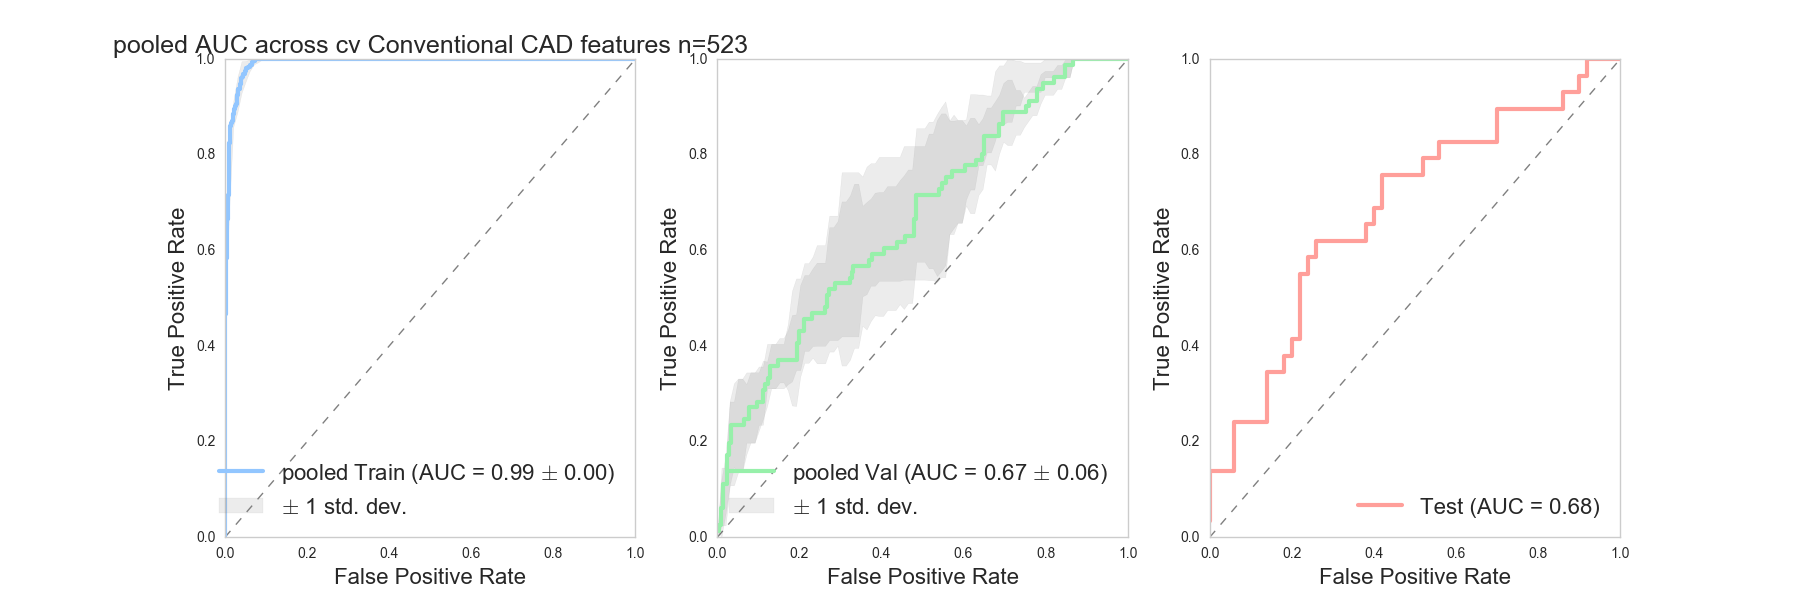 pooled AUC across cv Conventional CAD features n=523
1.0
0.8
0.6
0.4
0.2
0.0
True Positive Rate
pooled Train (AUC = 0.99 ± 0.00)
± 1 std. dev.
0.0 0.2 0.4 0.6 0.8 1.0
False Positive Rate
1.0
0.8
0.6
0.4
0.2
0.0
True Positive Rate
pooled Val (AUC = 0.67 ± 0.06)
± 1 std. dev.
0.0 0.2 0.4 0.6 0.8 1.0
False Positive Rate
1.0
0.8
0.6
0.4
0.2
0.0
True Positive Rate
Test (AUC = 0.68)
0.0 0.2 0.4 0.6 0.8 1.0
False Positive Rate